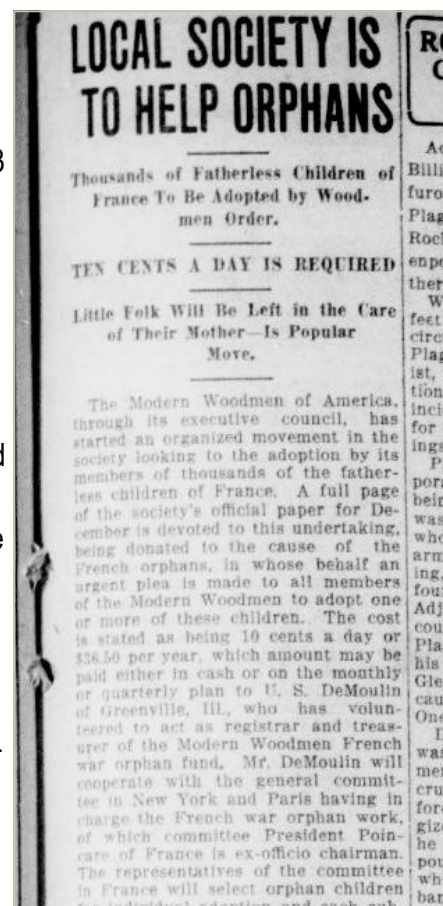 LOCAL SOCIETY IS
TO HELP ORPHANS
Thousands of Fatherless Children of
France To Be Adopted by Wood-
men Order.
TEN CENTS A DAY IS REQUIRED
Little Folk Will Be Left in the Care
of Their Mother—Is Popular
Move.
The Modern Woodmen of America,
through its executive council, has
started an organized movement in the
society looking to the adoption by its
members of thousands of the father-
less children of France. A full page
of the society's official paper for De-
cember is devoted to this undertaking,
being donated to the cause of the
French orphans, in whose behalf an
urgent plea is made to all members
of the Modern Woodmen to adopt one
or more of these children. The cost
is stated as being 10 cents a day or
$36.50 per year, which amount may be
paid either in cash or on the monthly
or quarterly plan to U. S. DeMoulin
of Greenville, Ill., who has volun-
teered to act as registrar and treas-
urer of the Modern Woodmen French
war orphan fund. Mr. DeMoulin will
cooperate with the general commit-
tee in New York and Paris having in
charge the French war orphan work,
of which committee President Poin-
care of France is ex-officio chairman.
The representatives of the committee
in France will select orphan children
for individual adoption and each sub-